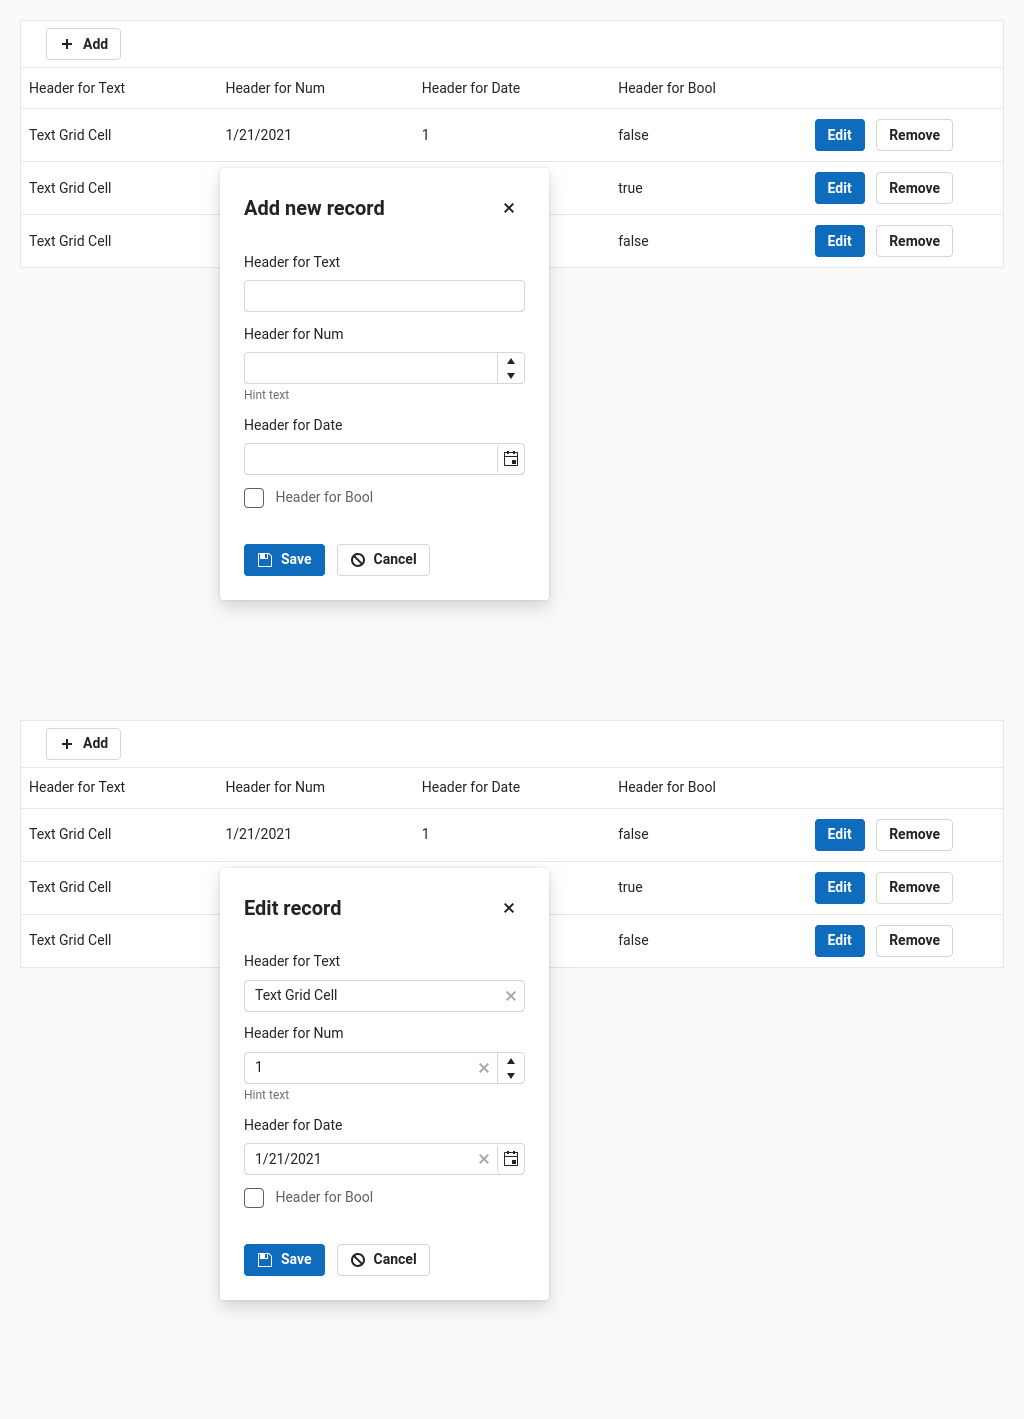 Add
Header for Text Header for Num Header for Date Header for Bool
Text Grid Cell 1/21/2021 1 false Edit Remove
Text Grid Cell true Edit Remove
Text Grid Cell false Edit Remove
Add new record
Header for Text
Header for Num
Hint text
Header for Date
Header for Bool
Save Cancel
Add
Header for Text Header for Num Header for Date Header for Bool
Text Grid Cell 1/21/2021 1 false Edit Remove
Text Grid Cell true Edit Remove
Text Grid Cell false Edit Remove
Edit record
Header for Text
Text Grid Cell
Header for Num
1
Hint text
Header for Date
1/21/2021
Header for Bool
Save Cancel